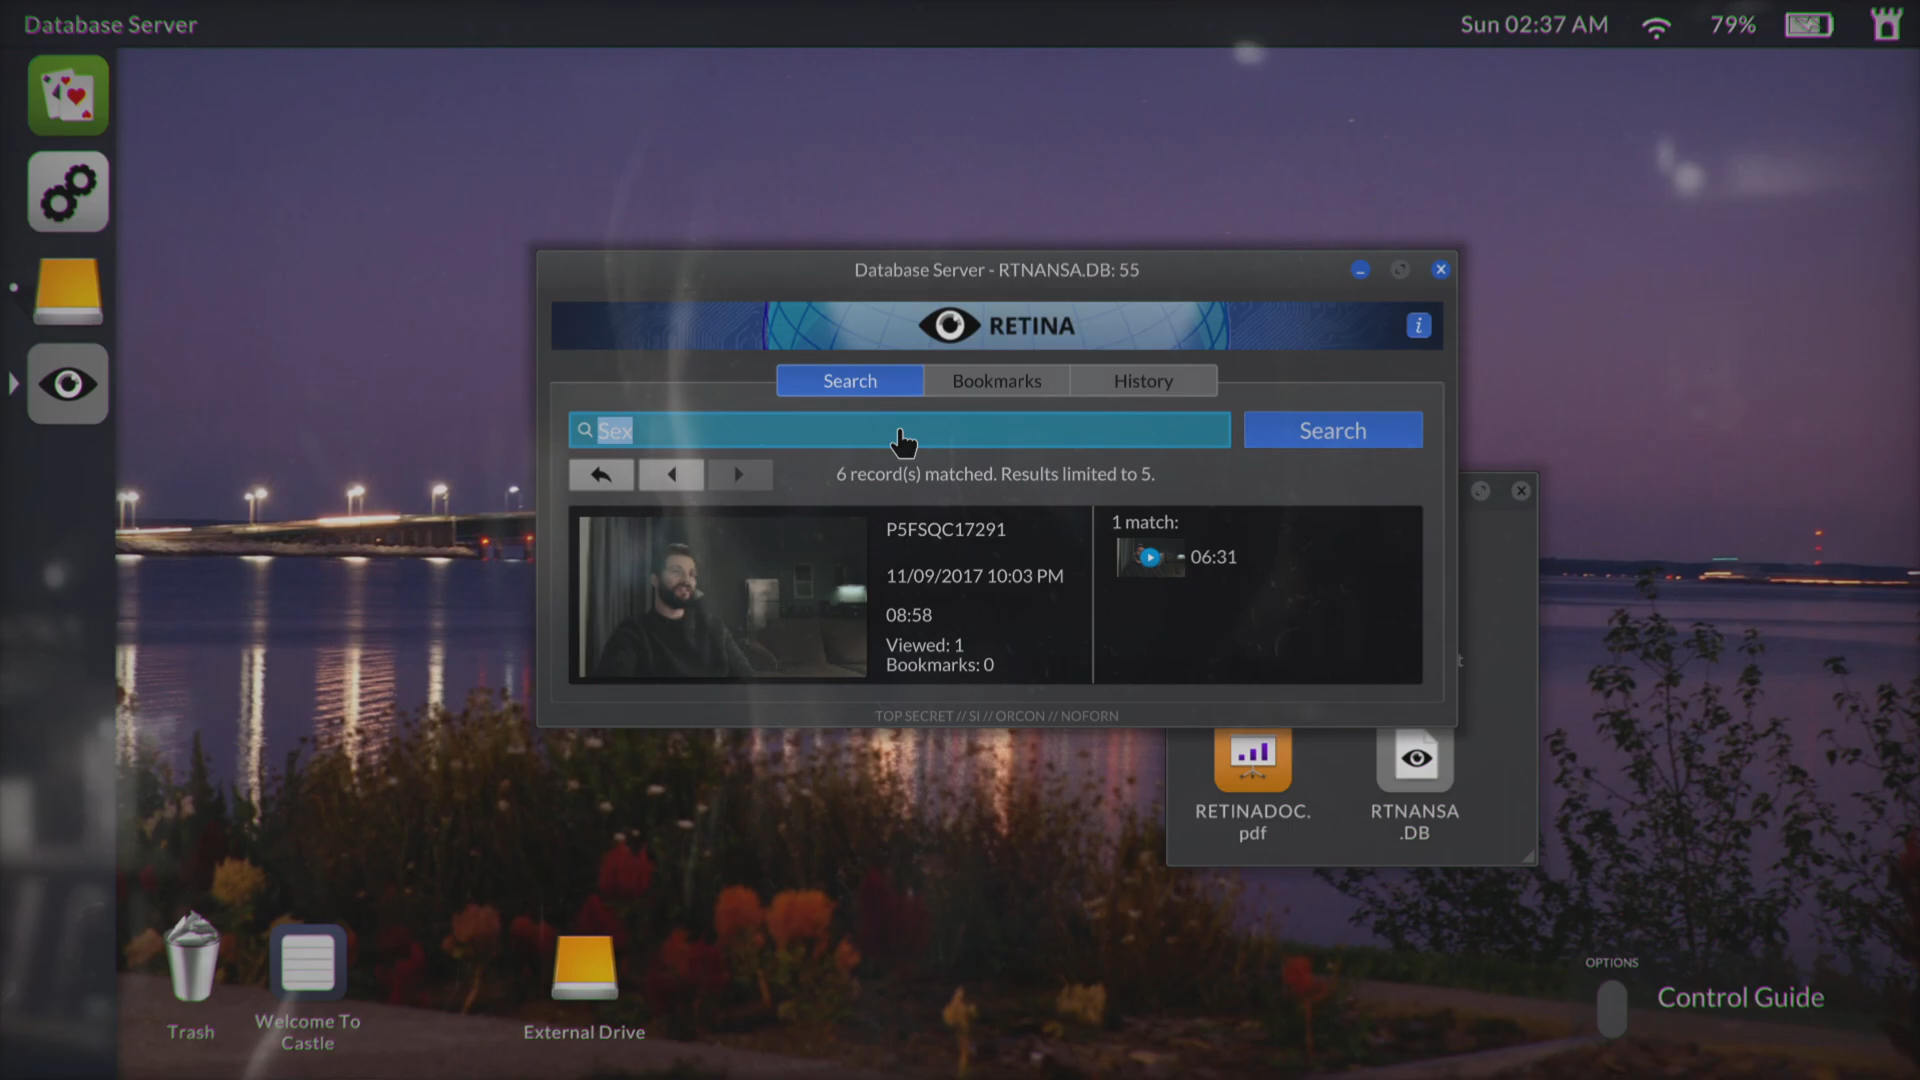 Database Server
Sun 02:37 AM
79%
Database Server - RTNANSA.DB: 55
RETINA
i
Search
Bookmarks
History
Sex
Search
6 record(s) matched. Results limited to 5.
P5FSQC17291
11/09/2017 10:03 PM
08:58
Viewed: 1
Bookmarks: 0
1 match:
06:31
TOP SECRET // SI // ORCON // NOFORN
t
RETINADOC.
pdf
RTNANSA
.DB
Trash
Welcome To
Castle
External Drive
OPTIONS
Control Guide